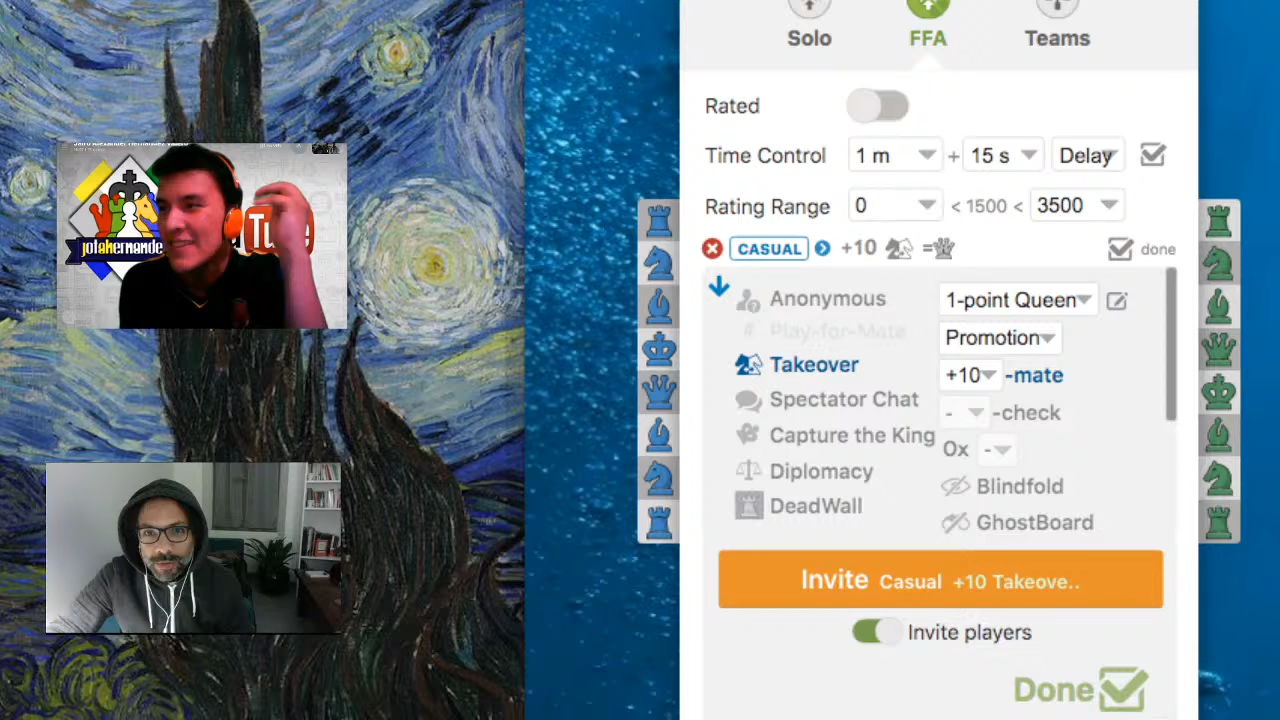 Solo FFA Teams
Rated
Time Control 1 m + 15 s Delay
Rating Range 0 < 1500 < 3500
CASUAL +10 = done
Anonymous 1-point Queen
# Play-for-Mate Promotion
Takeover +10 -mate
Spectator Chat - -check
Capture the King 0x -
Diplomacy Blindfold
DeadWall GhostBoard
Invite Casual +10 Takeove..
Invite players
Done
jotakernande
Tu